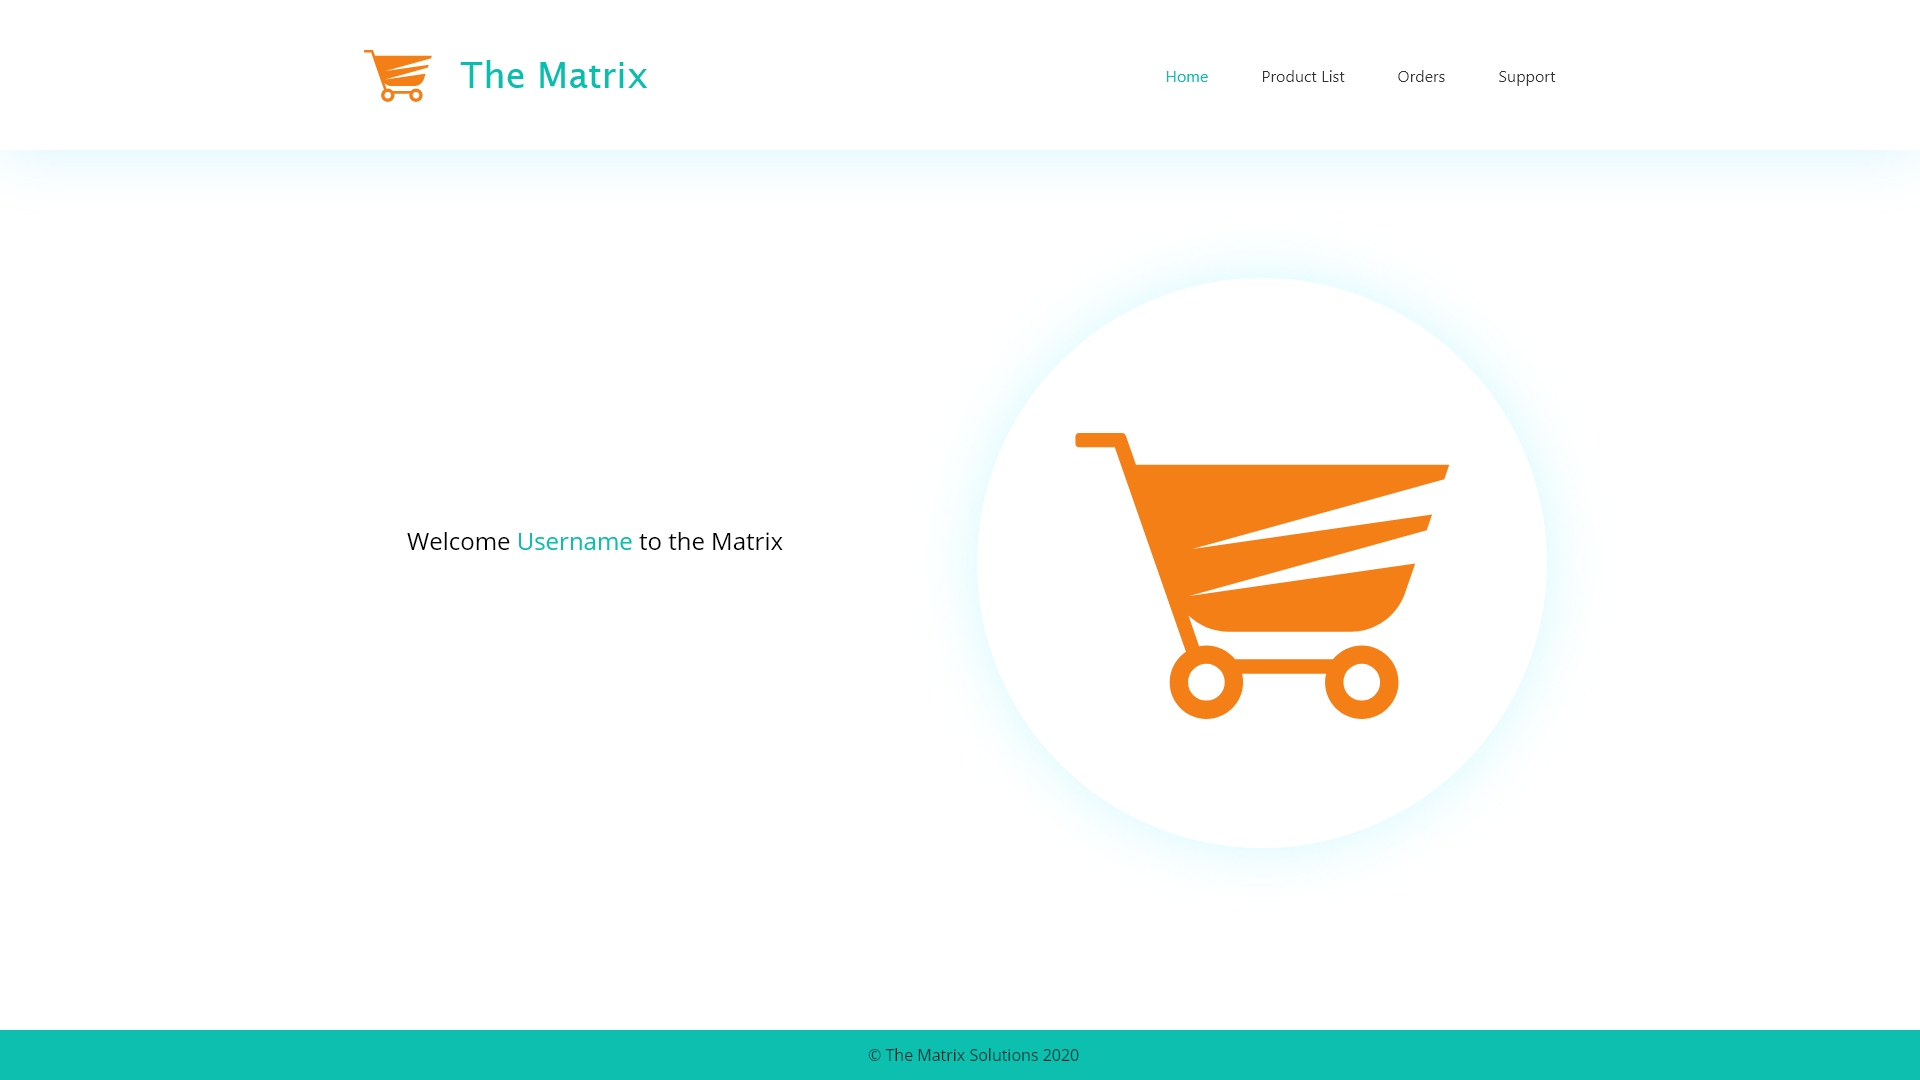 The Matrix
Home
Product List
Orders
Support
Welcome Username to the Matrix
© The Matrix Solutions 2020